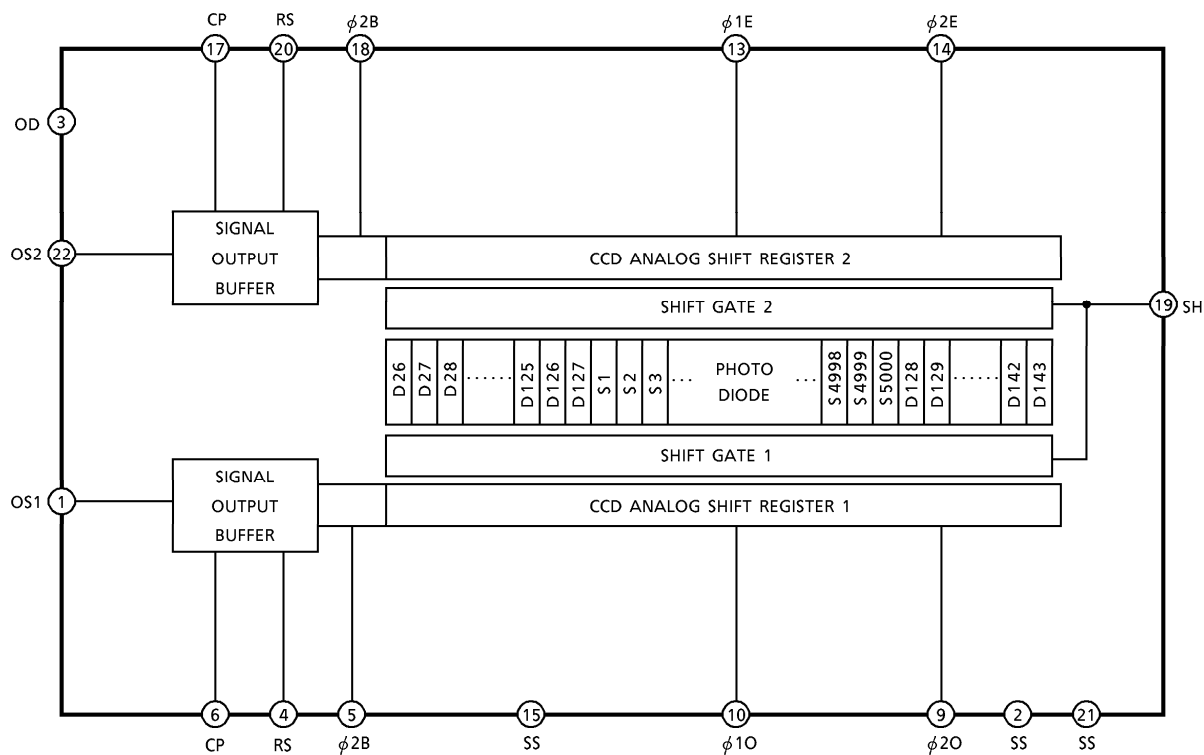 CP RS ϕ2B ϕ1E ϕ2E
17 20 18 13 14
OD 3
SIGNAL
OUTPUT
BUFFER
OS2 22
CCD ANALOG SHIFT REGISTER 2
SHIFT GATE 2
19 SH
D26 D27 D28 ...... D125 D126 D127 S1 S2 S3 ... PHOTO ... S4998 S4999 S5000 D128 D129 ...... D142 D143
DIODE
SHIFT GATE 1
SIGNAL
OUTPUT
BUFFER
OS1 1
CCD ANALOG SHIFT REGISTER 1
6 4 5 15 10 9 2 21
CP RS ϕ2B SS ϕ1O ϕ2O SS SS